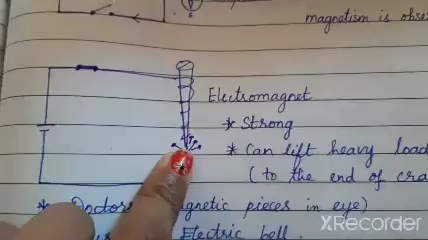 magnetism is obse
Electromagnet
* Strong
* Can lift heavy load
(to the end of cra
* Doctors magnetic pieces in eye)
Electric bell.
XRecorder